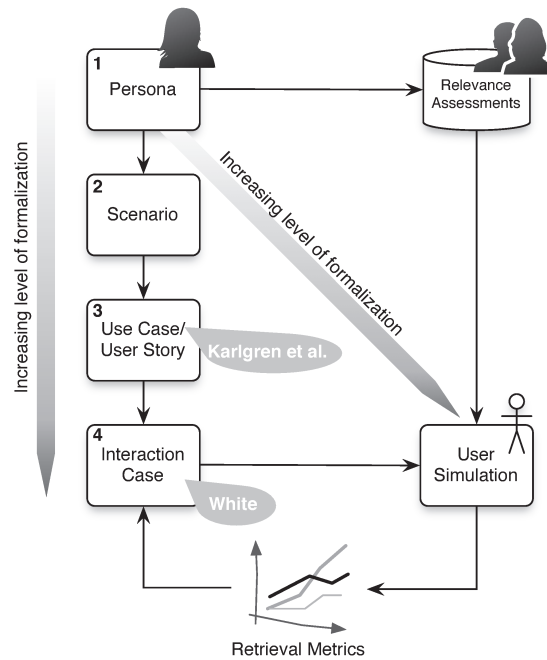 1
Persona
Relevance
Assessments
Increasing level of formalization
Increasing level of formalization
2
Scenario
3
Use Case/
User Story
Karlgren et al.
4
Interaction
Case
User
Simulation
White
Retrieval Metrics